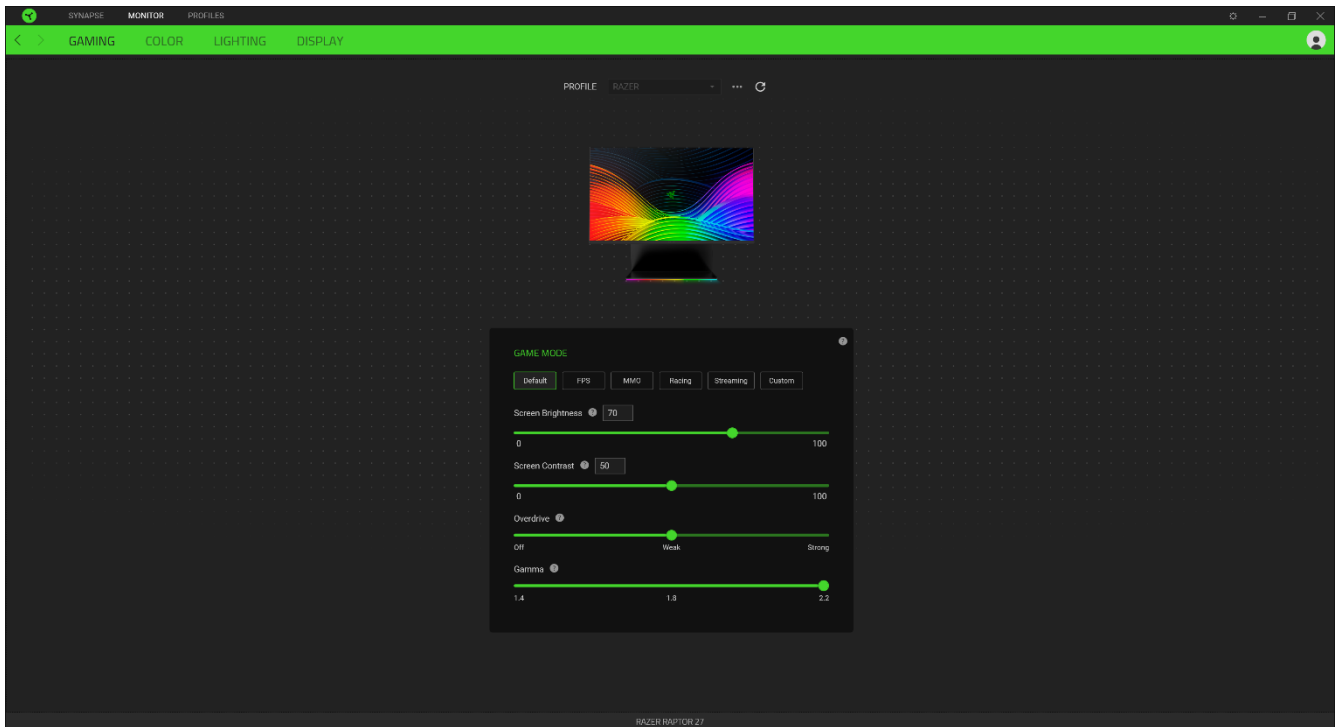 SYNAPSE MONITOR PROFILES
GAMING COLOR LIGHTING DISPLAY
PROFILE RAZER
GAME MODE
Default FPS MMO Racing Streaming Custom
Screen Brightness ? 70
0 100
Screen Contrast ? 50
0 100
Overdrive ?
Off Weak Strong
Gamma ?
1.4 1.8 2.2
RAZER RAPTOR 27